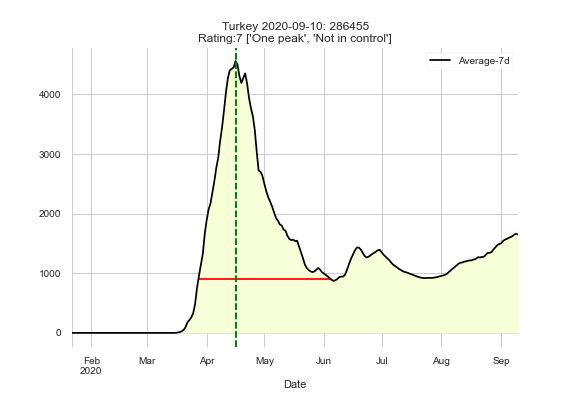 Turkey 2020-09-10: 286455
Rating:7 ['One peak', 'Not in control']
Average-7d
4000
3000
2000
1000
0
Feb Mar Apr May Jun Jul Aug Sep
2020
Date